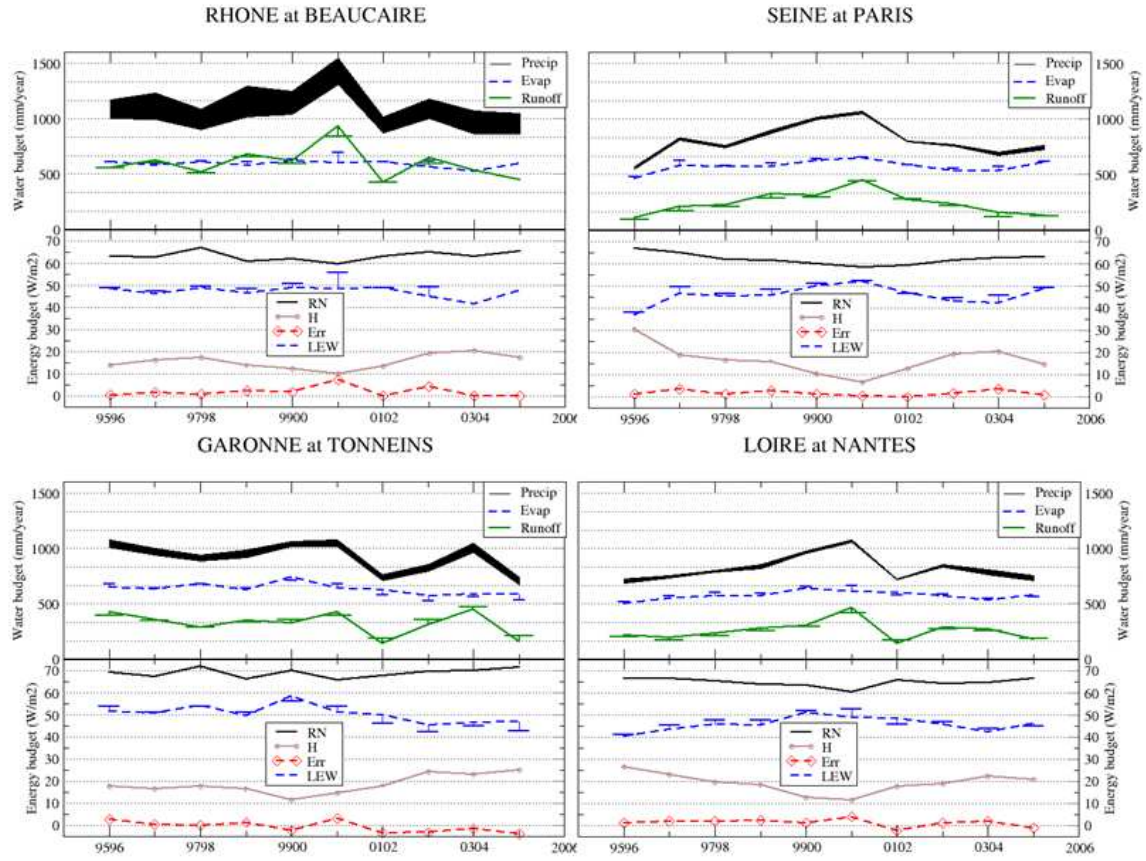 RHONE at BEAUCAIRE
SEINE at PARIS
Water budget (mm/year)
1500
1000
500
0
Precip
Evap
Runoff
Precip
Evap
Runoff
1500
1000
500
0
Water budget (mm/year)
Energy budget (W/m2)
70
60
50
40
30
20
10
0
RN
H
Err
LEW
RN
H
Err
LEW
70
60
50
40
30
20
10
0
Energy budget (W/m2)
9596 9798 9900 0102 0304 2006
9596 9798 9900 0102 0304 2006
GARONNE at TONNEINS
LOIRE at NANTES
Water budget (mm/year)
1500
1000
500
0
Precip
Evap
Runoff
Precip
Evap
Runoff
1500
1000
500
0
Water budget (mm/year)
Energy budget (W/m2)
70
60
50
40
30
20
10
0
RN
H
Err
LEW
RN
H
Err
LEW
70
60
50
40
30
20
10
0
Energy budget (W/m2)
9596 9798 9900 0102 0304
9596 9798 9900 0102 0304 2006